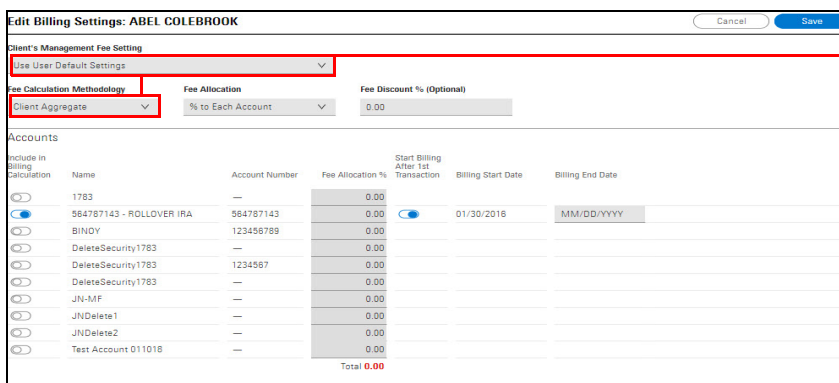 Edit Billing Settings: ABEL COLEBROOK Cancel Save
Client's Management Fee Setting
Use User Default Settings
Fee Calculation Methodology Fee Allocation Fee Discount % (Optional)
Client Aggregate % to Each Account 0.00
Accounts
Include in Billing Calculation Name Account Number Fee Allocation % Start Billing After 1st Transaction Billing Start Date Billing End Date
1783 — 0.00
564787143 - ROLLOVER IRA 564787143 0.00 01/30/2016 MM/DD/YYYY
BINOY 123456789 0.00
DeleteSecurity1783 — 0.00
DeleteSecurity1783 1234567 0.00
DeleteSecurity1783 — 0.00
JN-MF — 0.00
JNDelete1 — 0.00
JNDelete2 — 0.00
Test Account 011018 — 0.00
Total 0.00